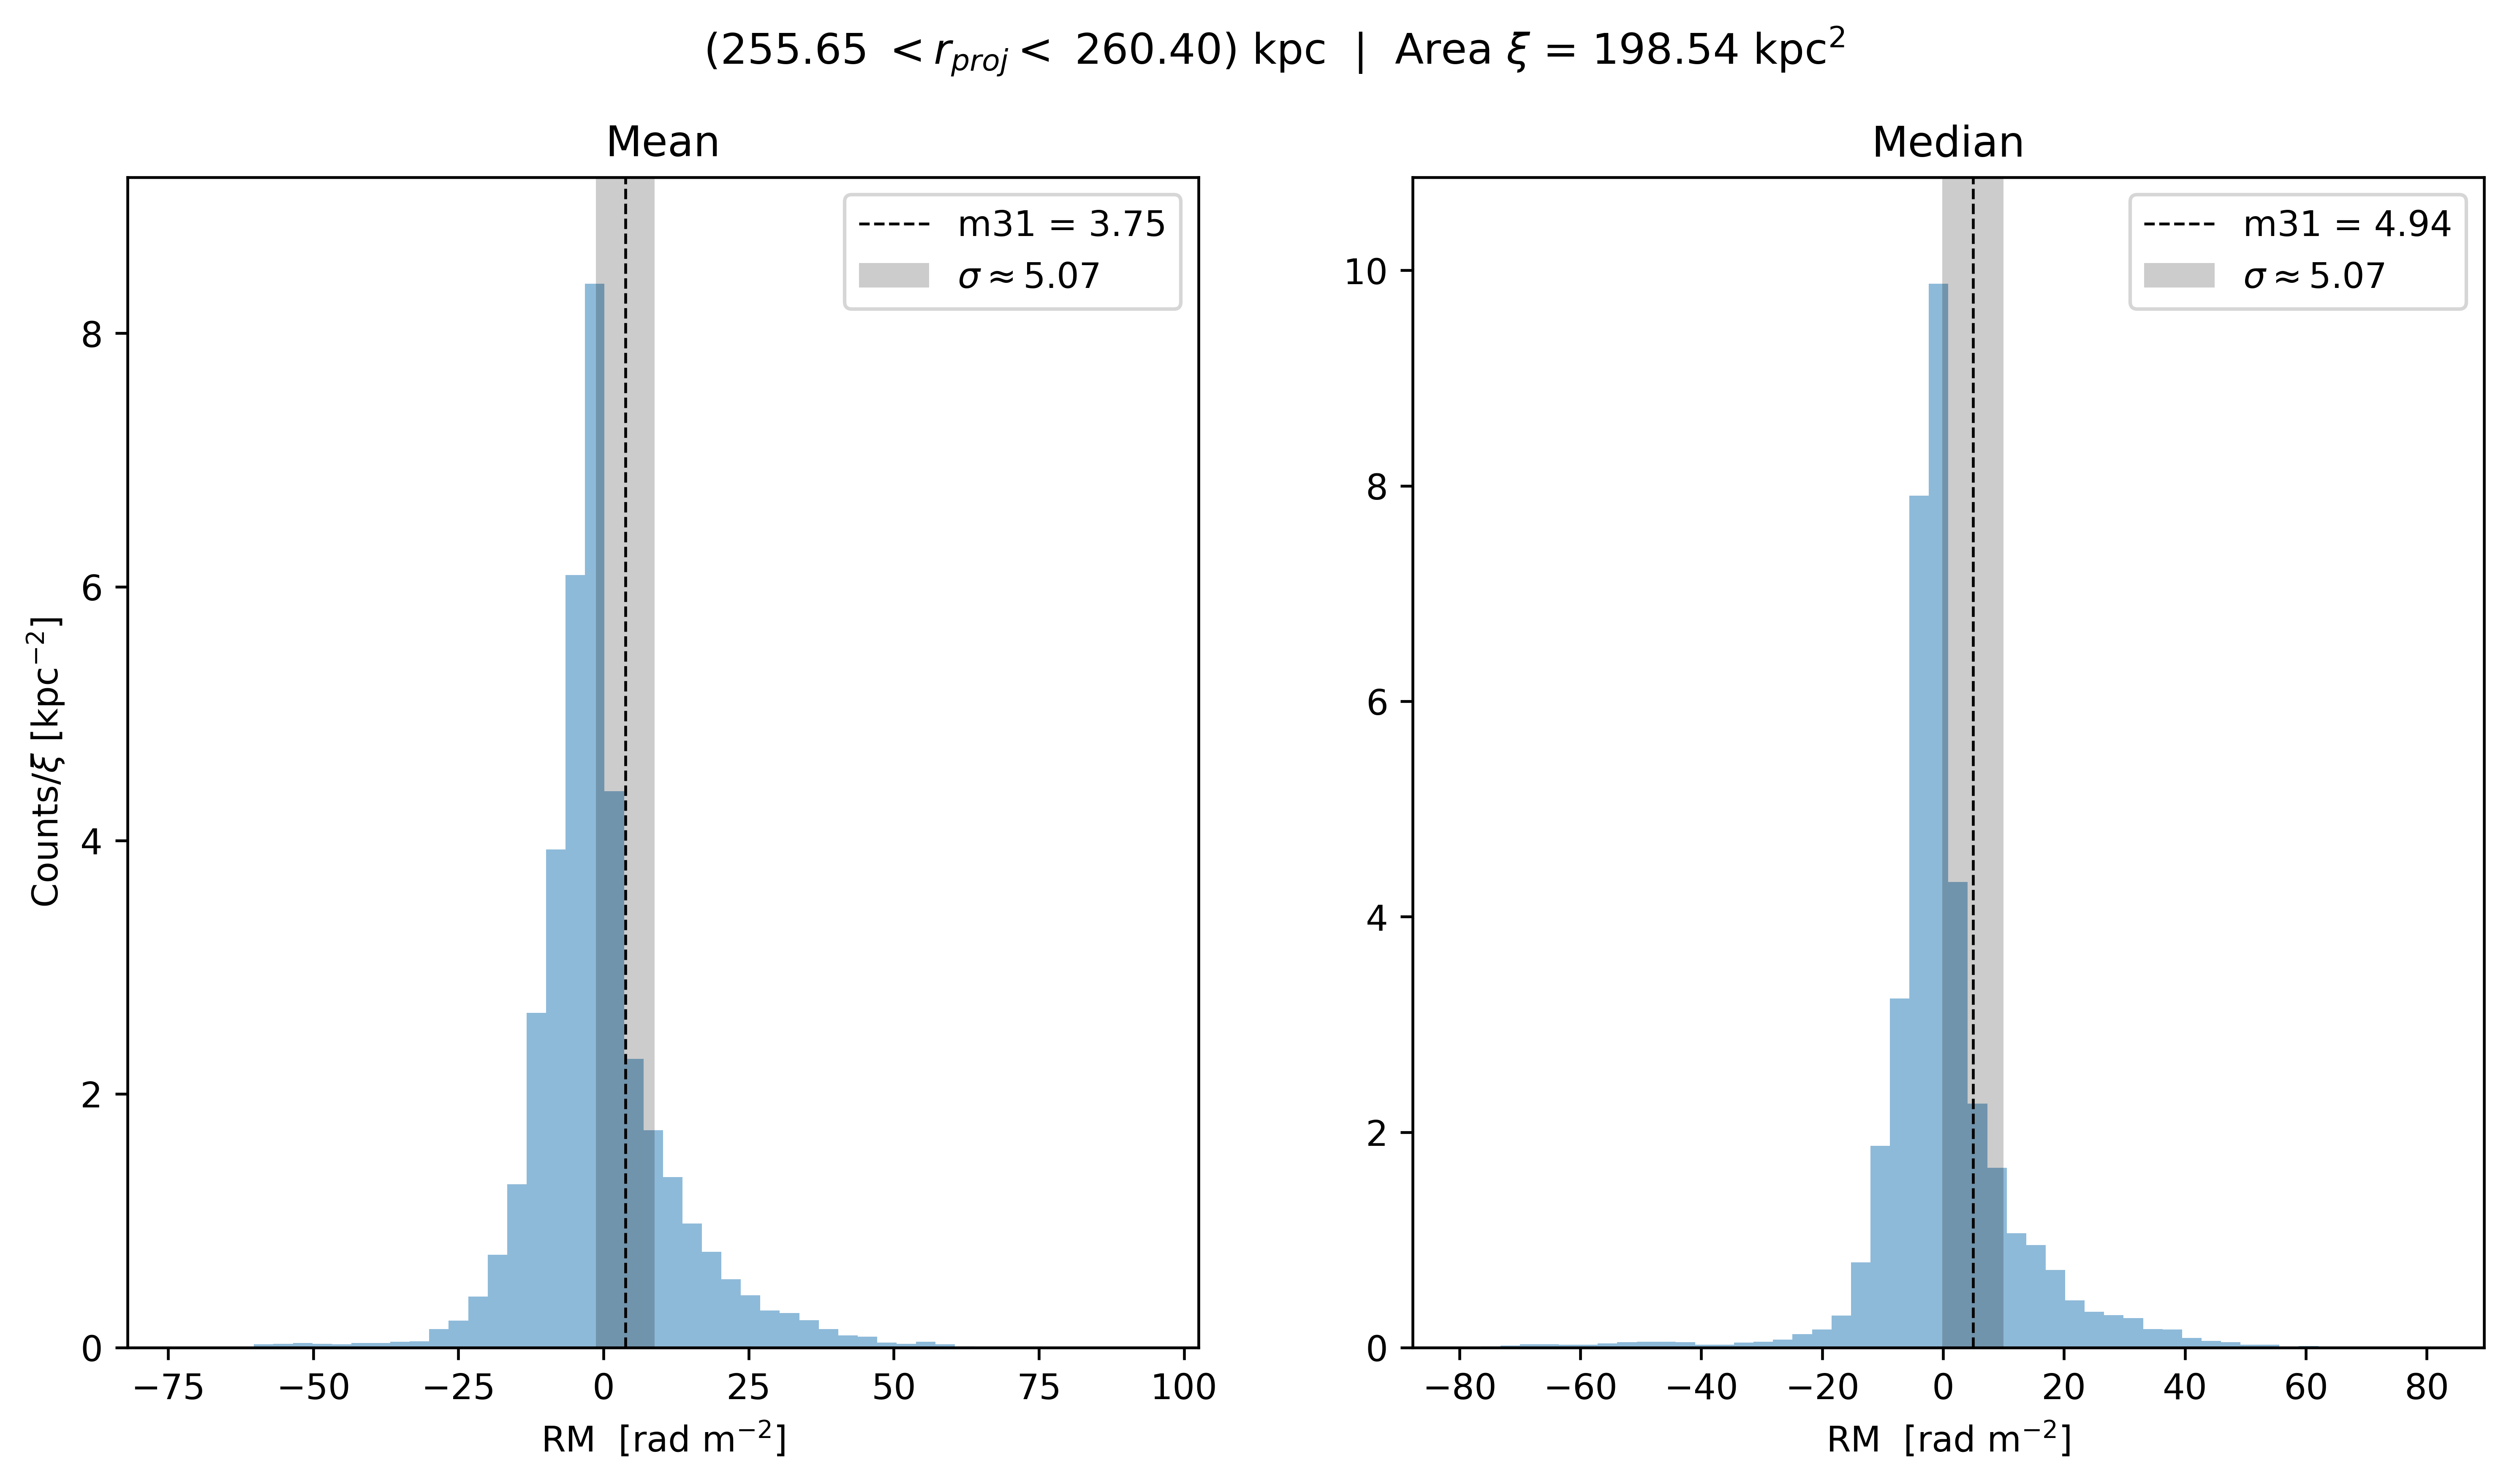 (255.65 < r_proj < 260.40) kpc | Area ξ = 198.54 kpc²
Mean
m31 = 3.75
σ ≈ 5.07
Counts/ξ [kpc⁻²]
8
6
4
2
0
−75 −50 −25 0 25 50 75 100
RM [rad m⁻²]
Median
m31 = 4.94
σ ≈ 5.07
10
8
6
4
2
0
−80 −60 −40 −20 0 20 40 60 80
RM [rad m⁻²]